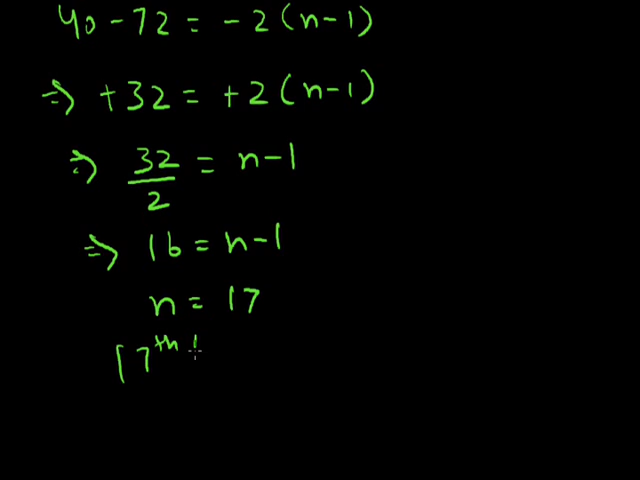 40 - 72 = - 2 ( n - 1 )
⇒ + 32 = + 2 ( n - 1 )
⇒ 32/2 = n - 1
⇒ 16 = n - 1
n = 17
17th